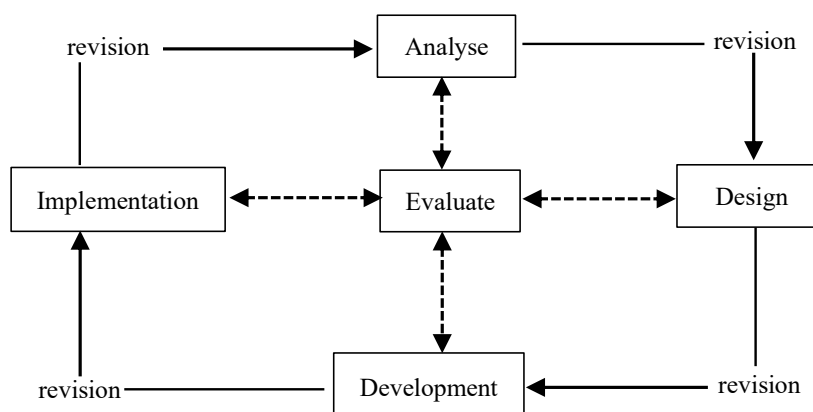 Analyse
revision
revision
Implementation
Evaluate
Design
revision
Development
revision